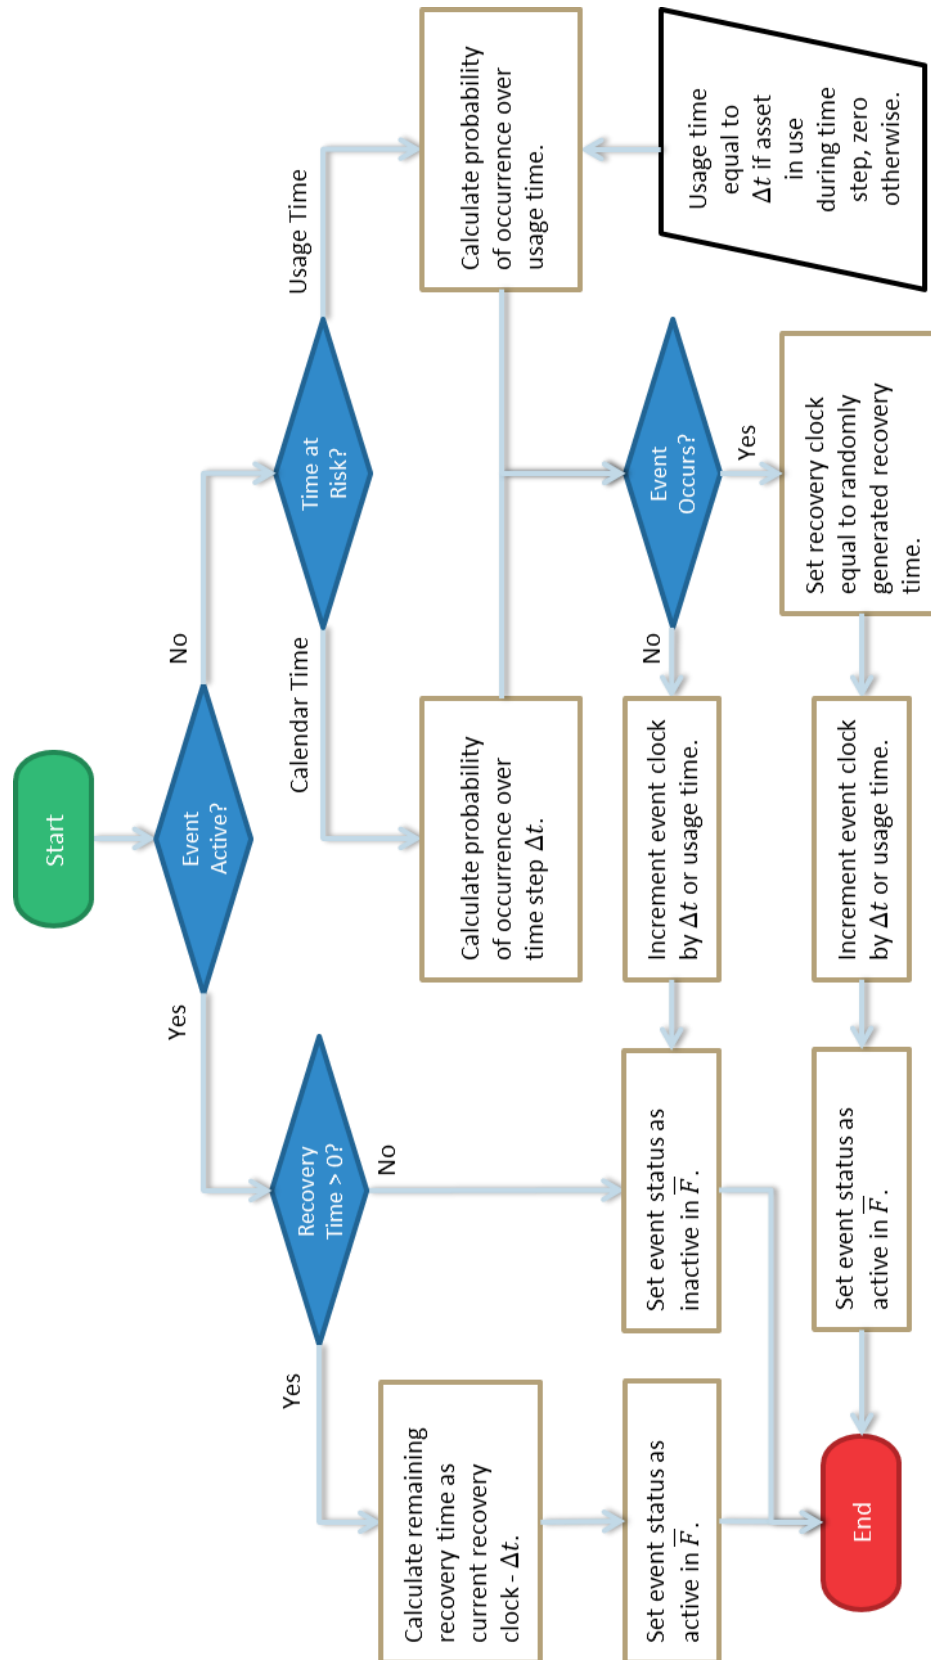 Start
Event
Active?
Yes
No
Recovery
Time > 0?
Yes
No
Time at
Risk?
Calendar Time
Usage Time
Calculate remaining
recovery time as
current recovery
clock - Δt.
Calculate probability
of occurrence over
time step Δt.
Calculate probability
of occurrence over
usage time.
Usage time
equal to
Δt if asset
in use
during time
step, zero
otherwise.
Event
Occurs?
No
Yes
Set event status as
active in F̅.
Set event status as
inactive in F̅.
Increment event clock
by Δt or usage time.
Set recovery clock
equal to randomly
generated recovery
time.
Increment event clock
by Δt or usage time.
Set event status as
active in F̅.
End